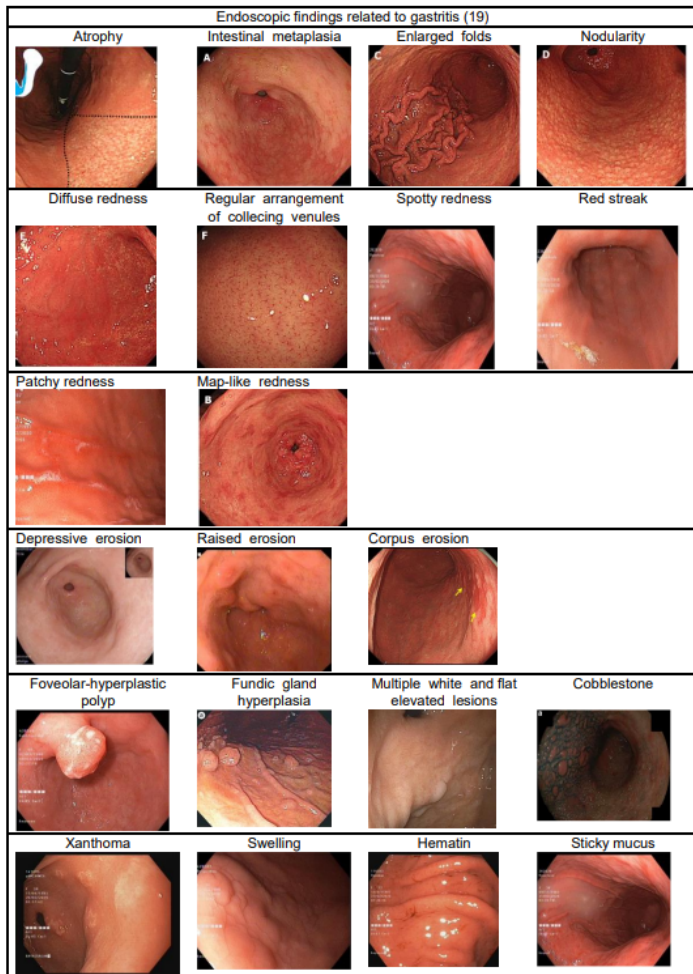 Endoscopic findings related to gastritis (19)
Atrophy Intestinal metaplasia Enlarged folds Nodularity
A C D
Diffuse redness Regular arrangement of collecing venules Spotty redness Red streak
E F
Patchy redness Map-like redness
B
Depressive erosion Raised erosion Corpus erosion
Foveolar-hyperplastic polyp Fundic gland hyperplasia Multiple white and flat elevated lesions Cobblestone
Xanthoma Swelling Hematin Sticky mucus